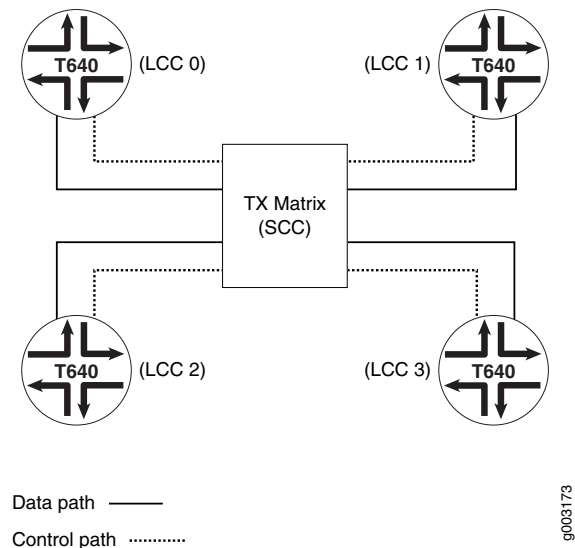 T640 (LCC 0)
(LCC 1) T640
TX Matrix
(SCC)
T640 (LCC 2)
(LCC 3) T640
Data path
Control path
g003173